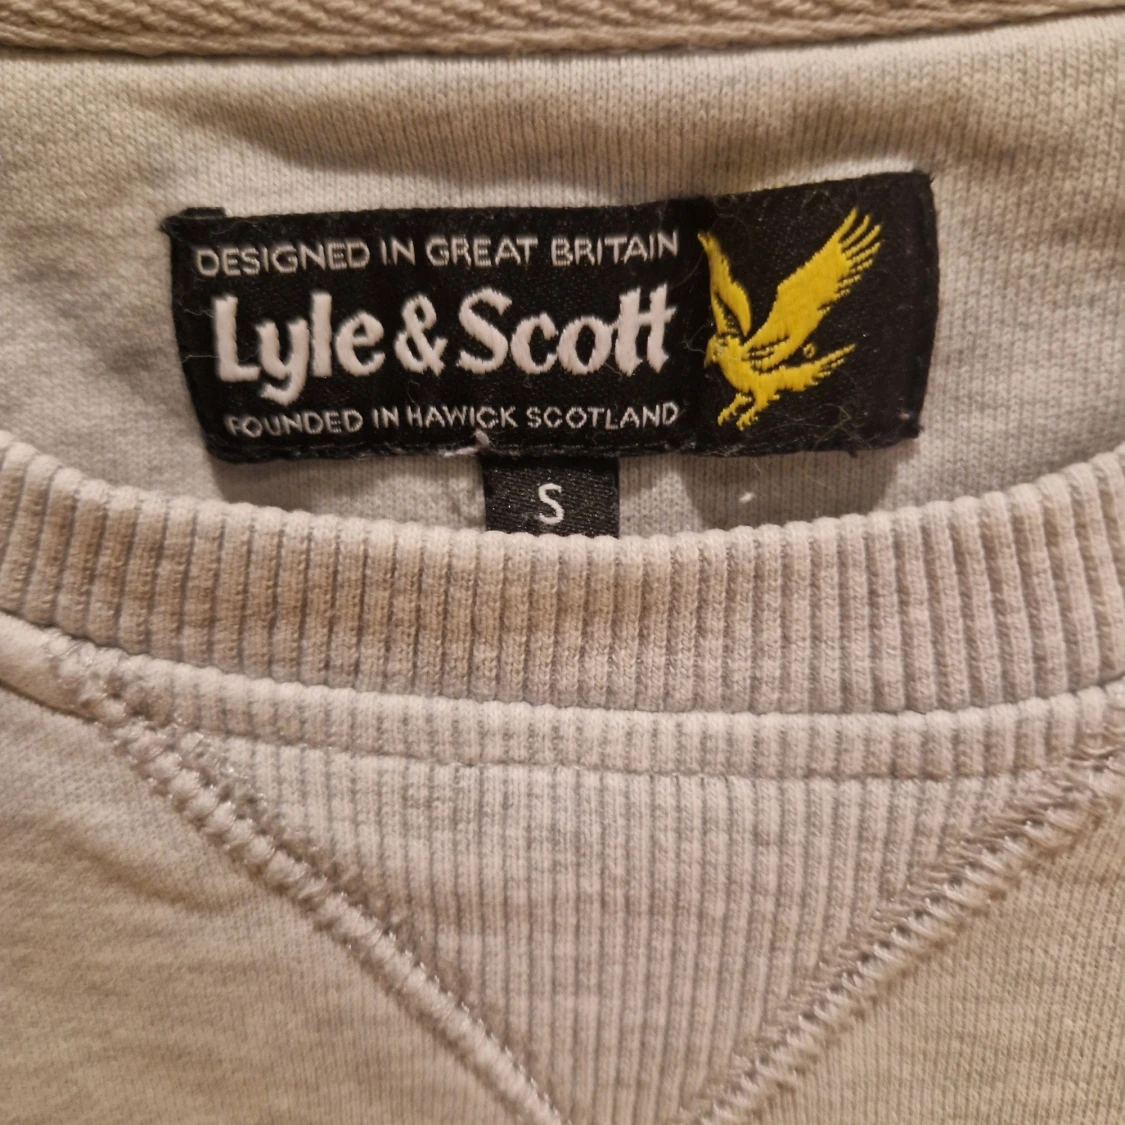 DESIGNED IN GREAT BRITAIN
Lyle & Scott
FOUNDED IN HAWICK SCOTLAND
S